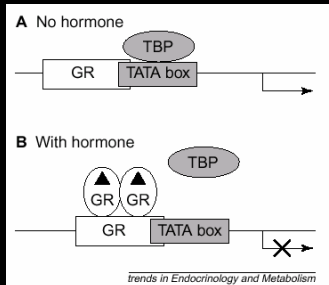 A No hormone
TBP
GR TATA box
B With hormone
TBP
GR GR
GR TATA box
trends in Endocrinology and Metabolism